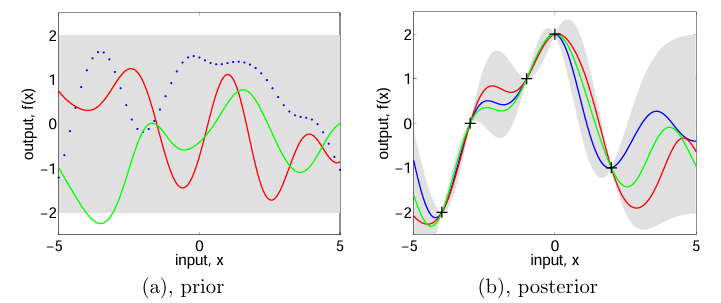 2
1
0
−1
−2
−5
0
5
output, f(x)
input, x
(a), prior
2
1
0
−1
−2
−5
0
5
output, f(x)
input, x
(b), posterior